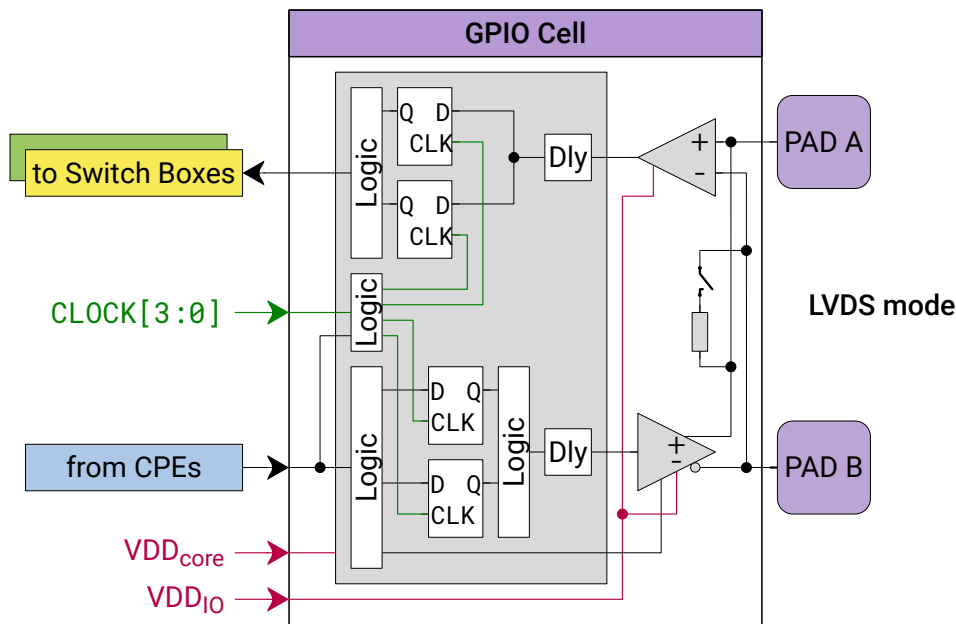 GPIO Cell
Logic
Q D
CLK
Dly
+
-
PAD A
to Switch Boxes
Q D
CLK
CLOCK[3:0]
Logic
LVDS mode
Logic
D Q
CLK
Logic
Dly
+
-
PAD B
from CPEs
D Q
CLK
VDDcore
VDDIO